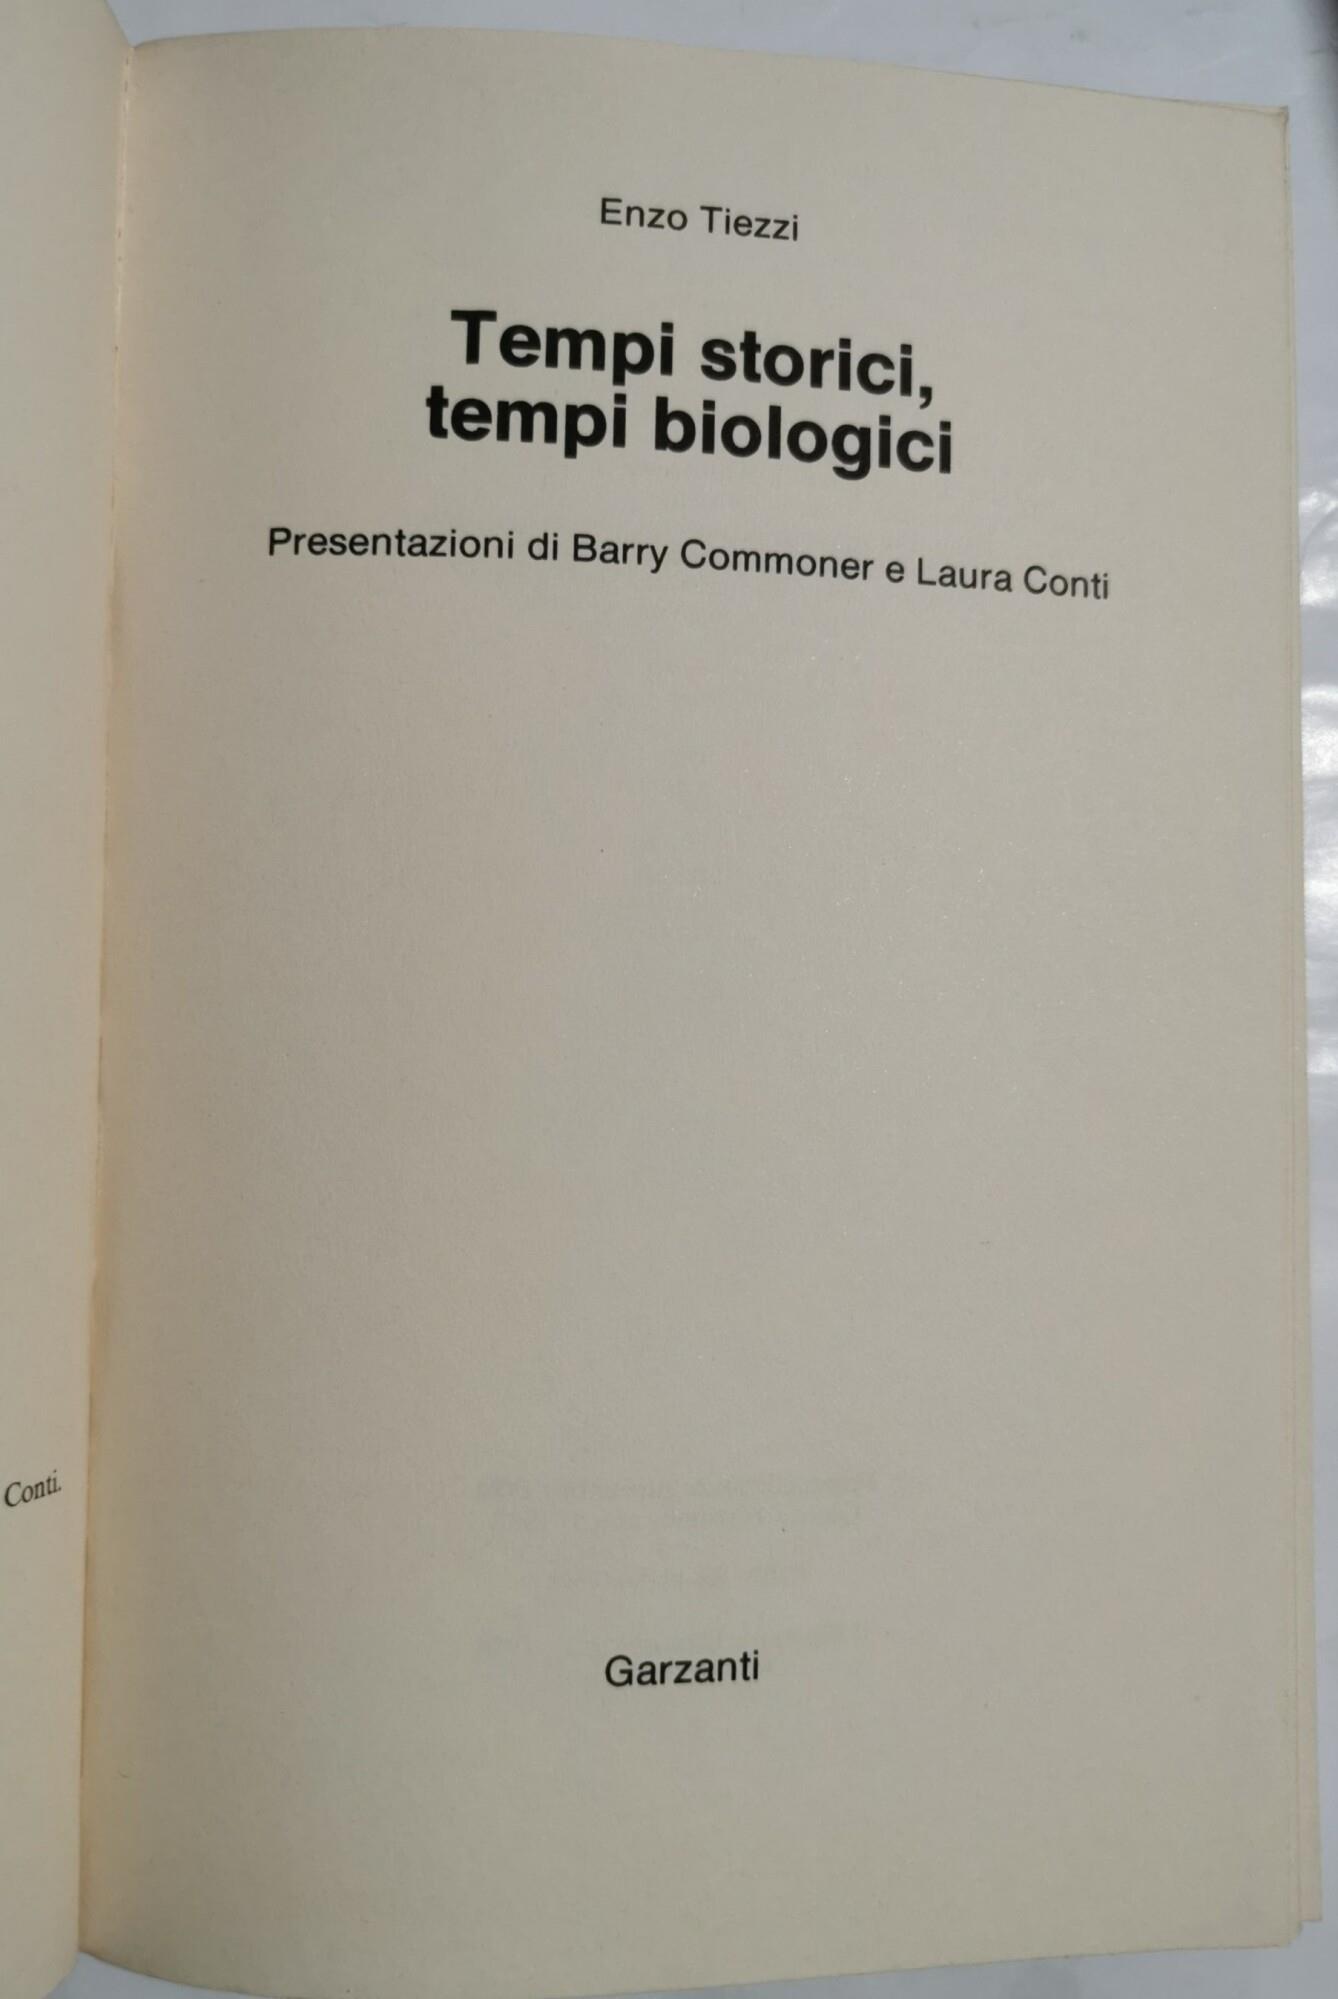 Enzo Tiezzi
Tempi storici,
tempi biologici
Presentazioni di Barry Commoner e Laura Conti
Conti.
Garzanti